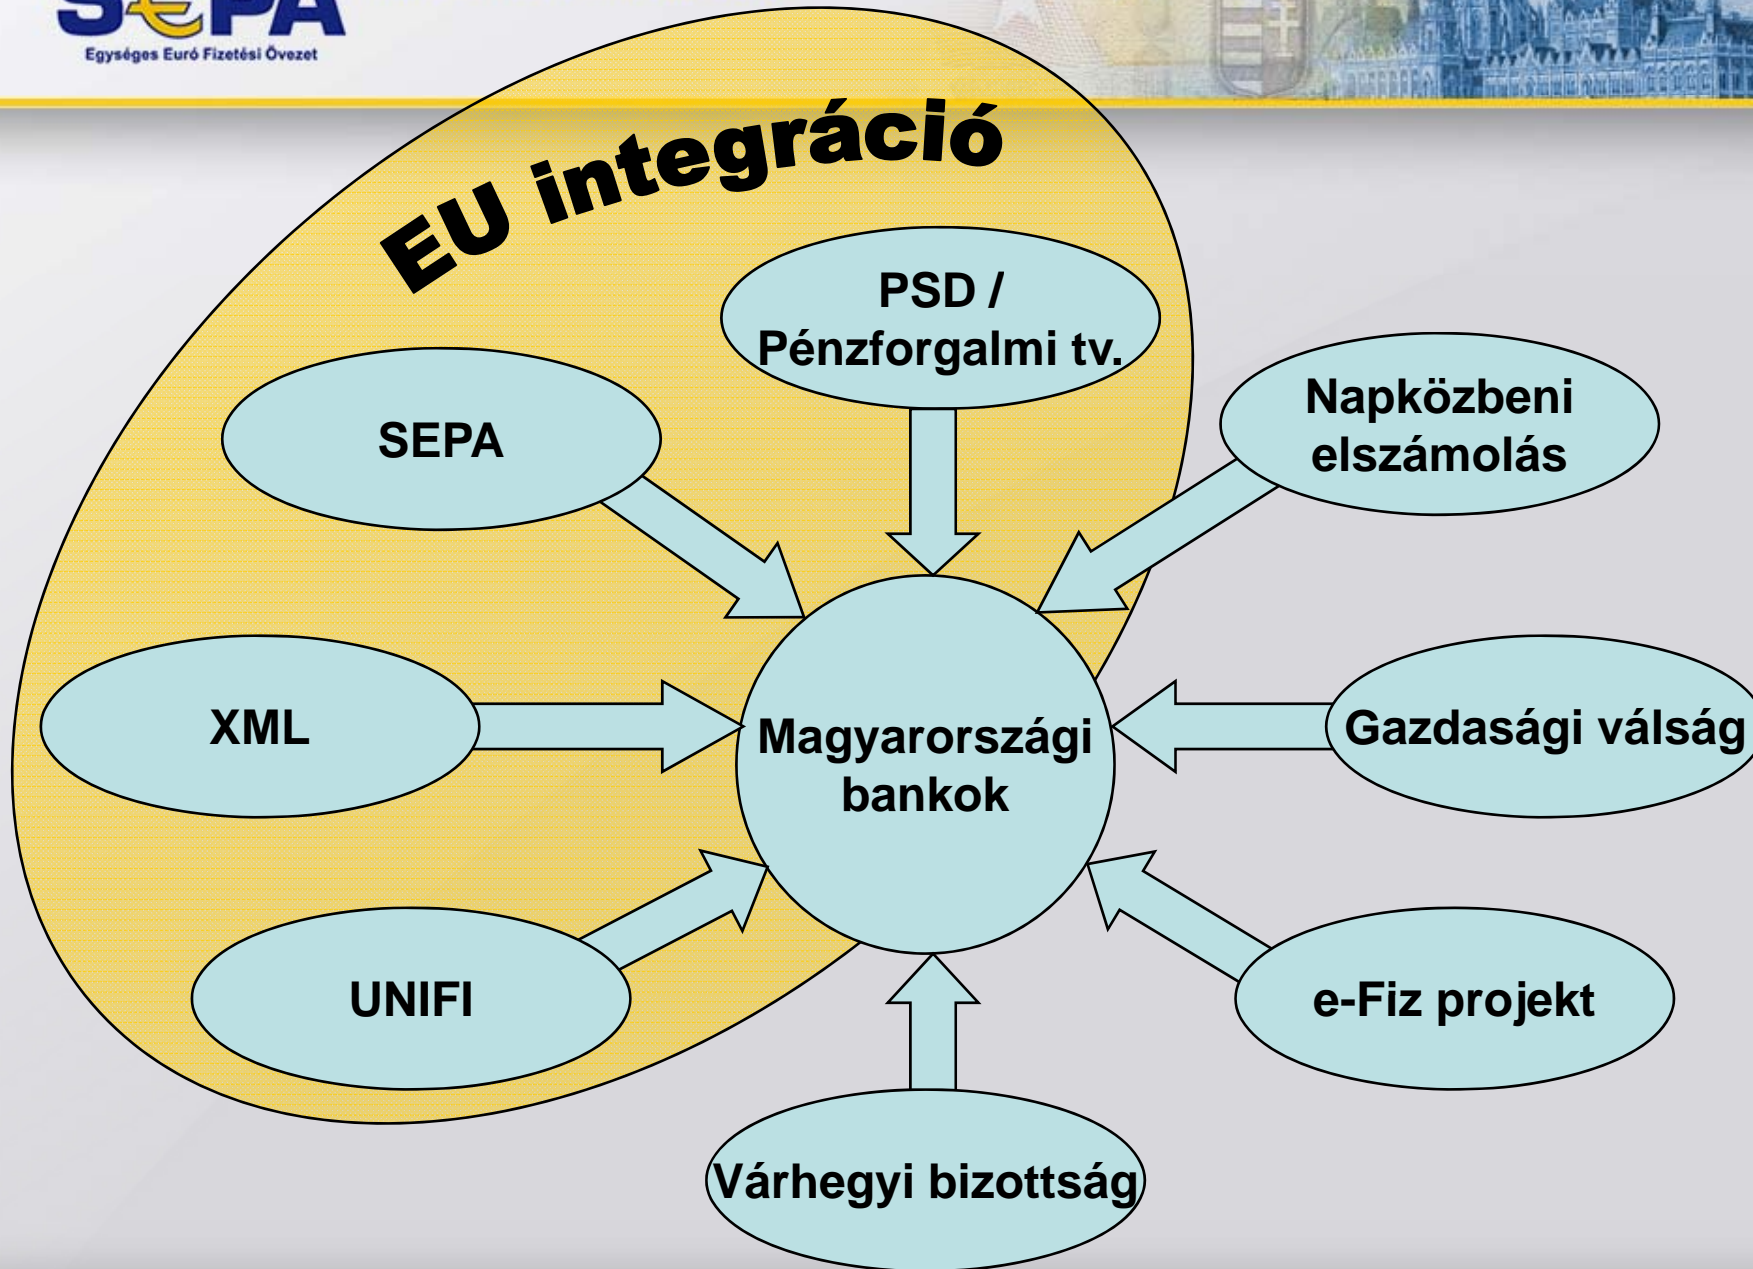 SEPA
Egységes Euró Fizetési Övezet
EU integráció
PSD /
Pénzforgalmi tv.
SEPA
Napközbeni
elszámolás
XML
Magyarországi
bankok
Gazdasági válság
UNIFI
e-Fiz projekt
Várhegyi bizottság